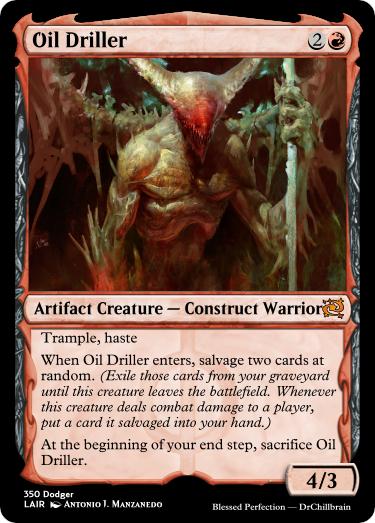 Oil Driller 2
Artifact Creature — Construct Warrior
Trample, haste
When Oil Driller enters, salvage two cards at
random. (Exile those cards from your graveyard
until this creature leaves the battlefield. Whenever
this creature deals combat damage to a player,
put a card it salvaged into your hand.)
At the beginning of your end step, sacrifice Oil
Driller.
4/3
350 Dodger
LAIR Antonio J. Manzanedo
Blessed Perfection — DrChillbrain